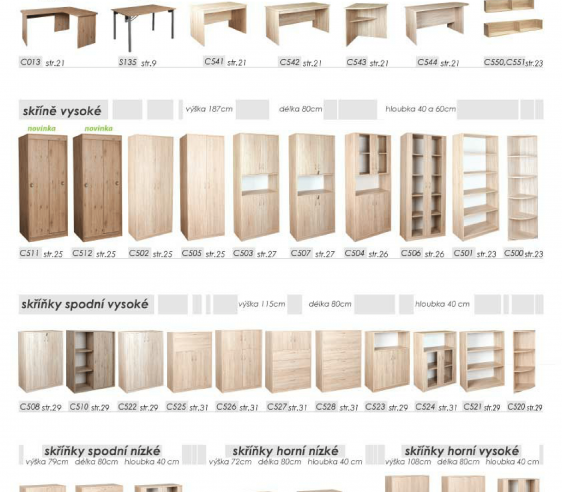 C013 str.21 S135 str.9 C541 str.21 C542 str.21 C543 str.21 C544 str.21 C550,C551str.23
skříně vysoké výška 187cm délka 80cm hloubka 40 a 60cm
novinka novinka
C511 str.25 C512 str.25 C502 str.25 C505 str.25 C503 str.27 C507 str.27 C504 str.26 C506 str.26 C501 str.23 C500 str.23
skříňky spodní vysoké výška 115cm délka 80cm hloubka 40 cm
C508 str.29 C510 str.29 C522 str.29 C525 str.31 C526 str.31 C527 str.31 C528 str.31 C523 str.29 C524 str.31 C521 str.29 C520 str.29
skříňky spodní nízké skříňky horní nízké skříňky horní vysoké
výška 79cm délka 80cm hloubka 40 cm výška 72cm délka 80cm hloubka 40 cm výška 108cm délka 80cm hloubka 40 cm